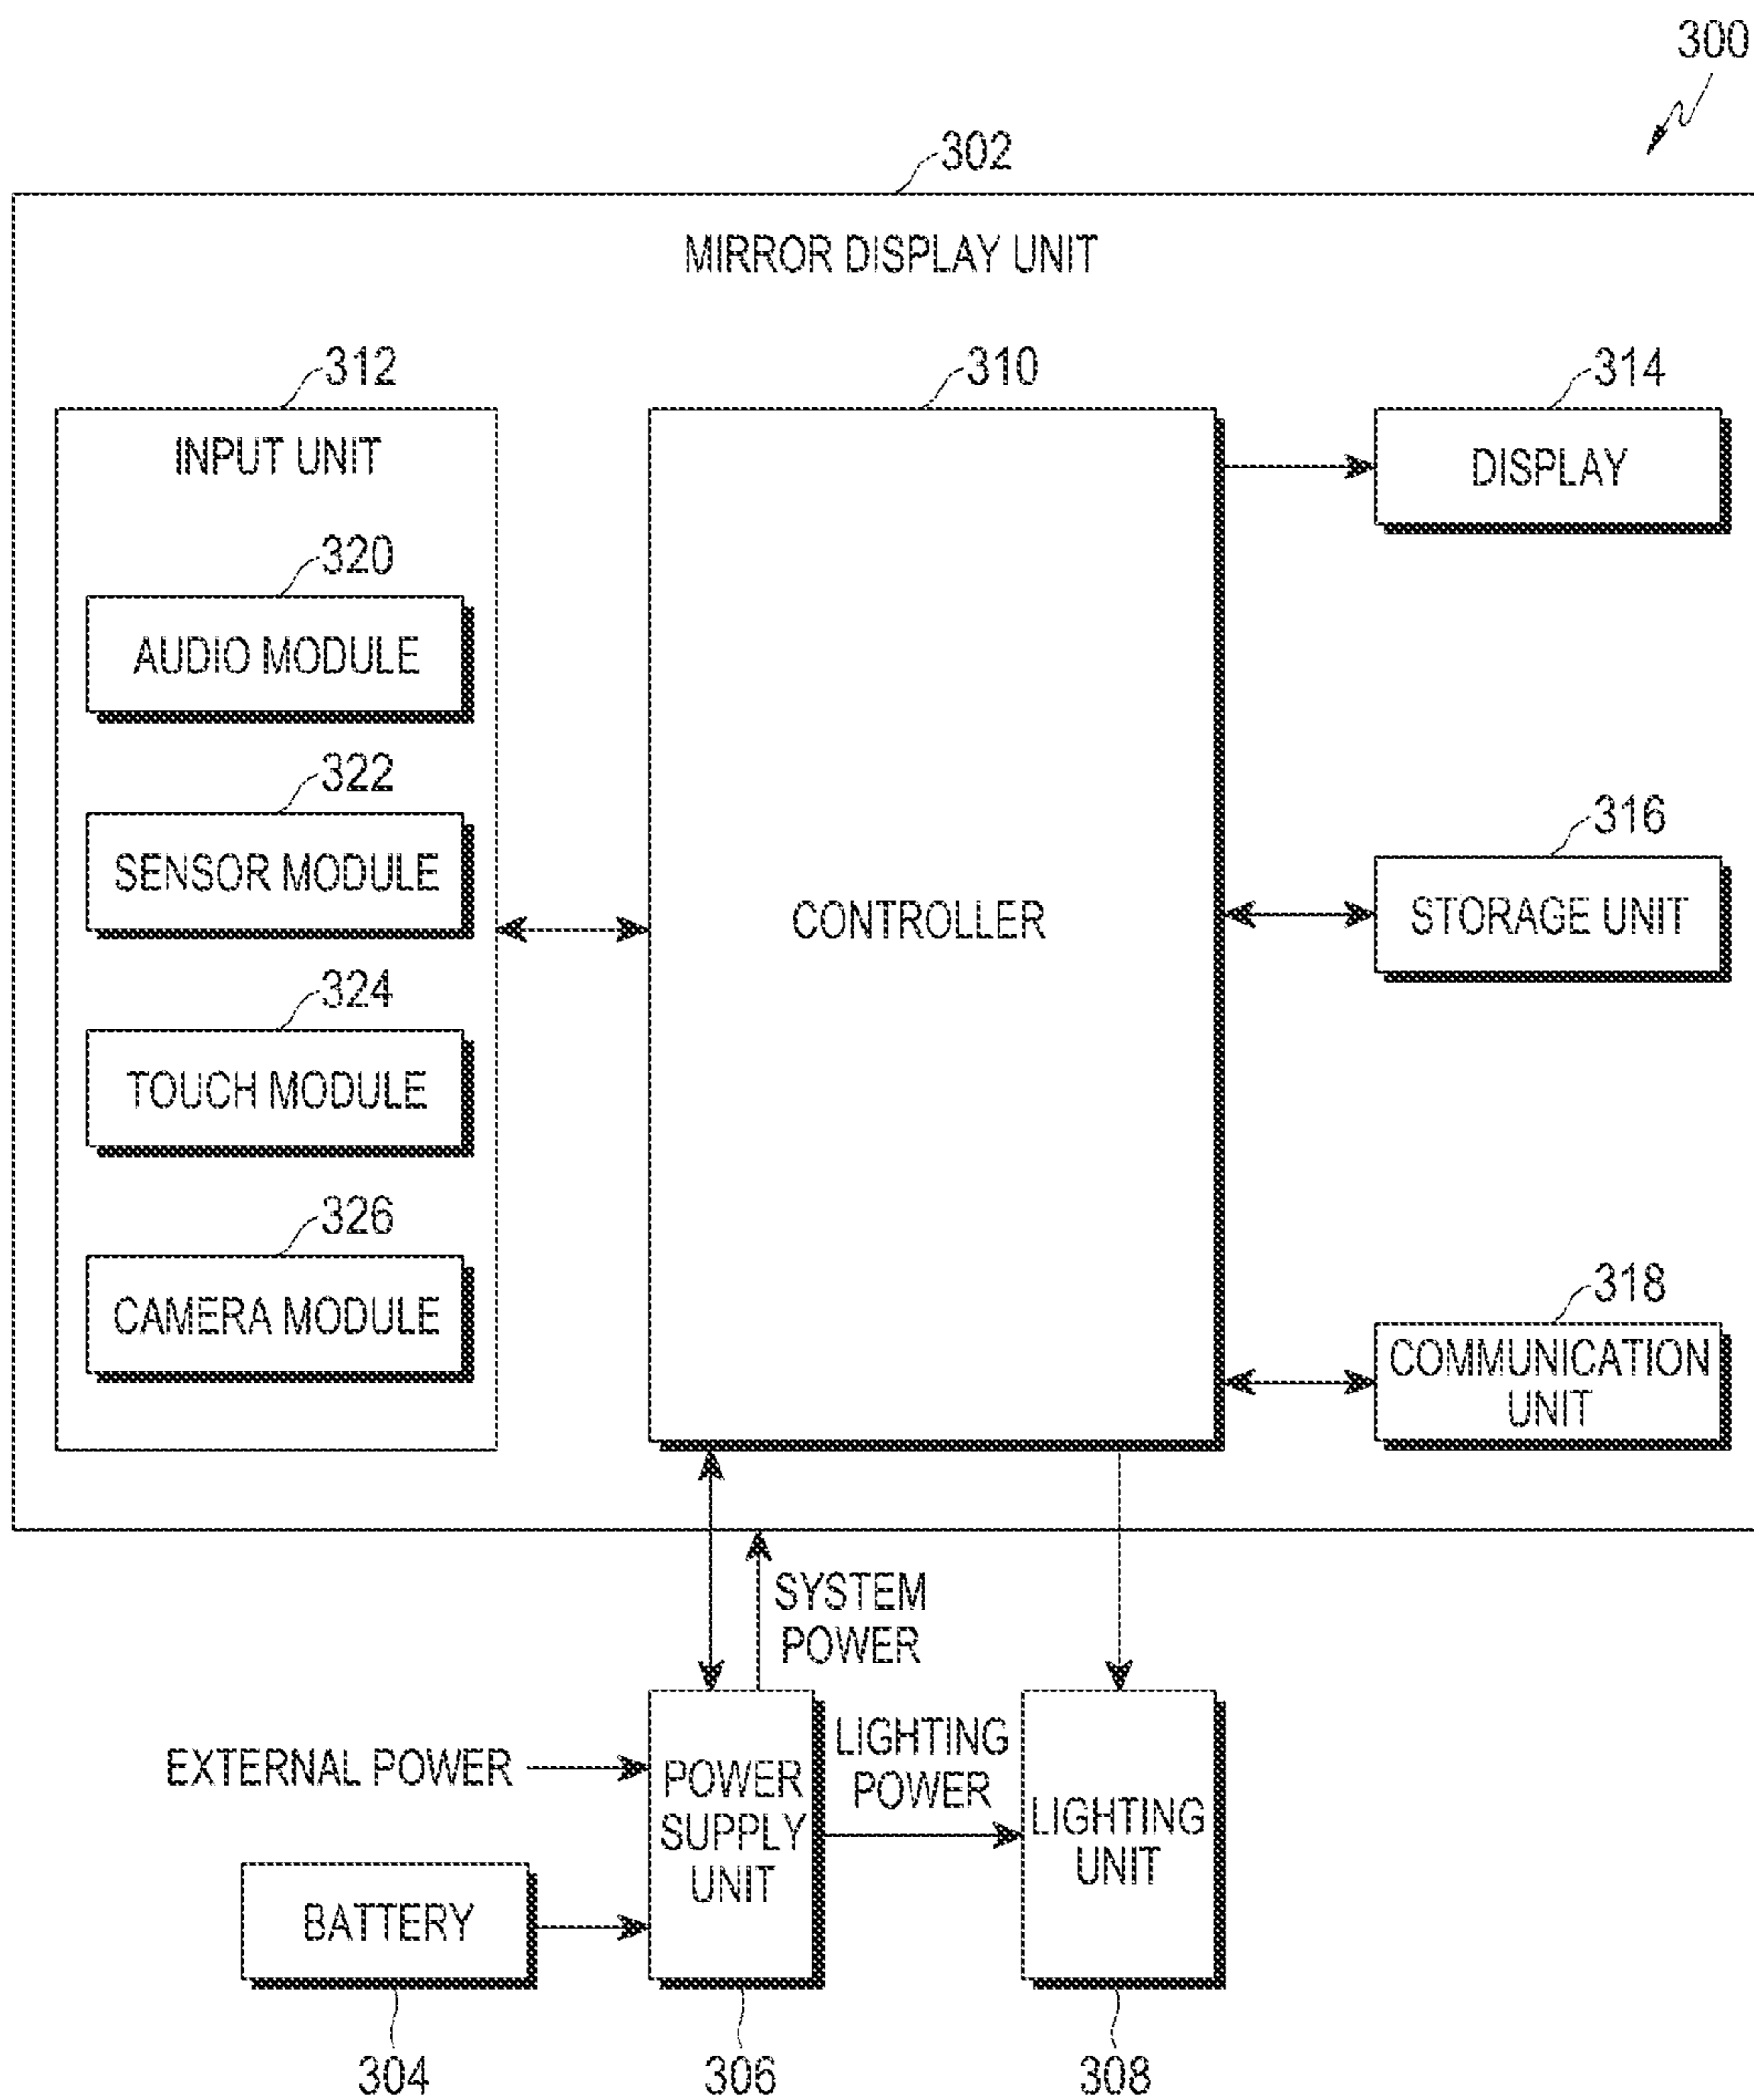 300
302
MIRROR DISPLAY UNIT
312
310
314
INPUT UNIT
DISPLAY
320
AUDIO MODULE
322
SENSOR MODULE
316
CONTROLLER
STORAGE UNIT
324
TOUCH MODULE
326
CAMERA MODULE
318
COMMUNICATION
UNIT
SYSTEM
POWER
EXTERNAL POWER
POWER
SUPPLY
UNIT
LIGHTING
POWER
LIGHTING
UNIT
BATTERY
304
306
308